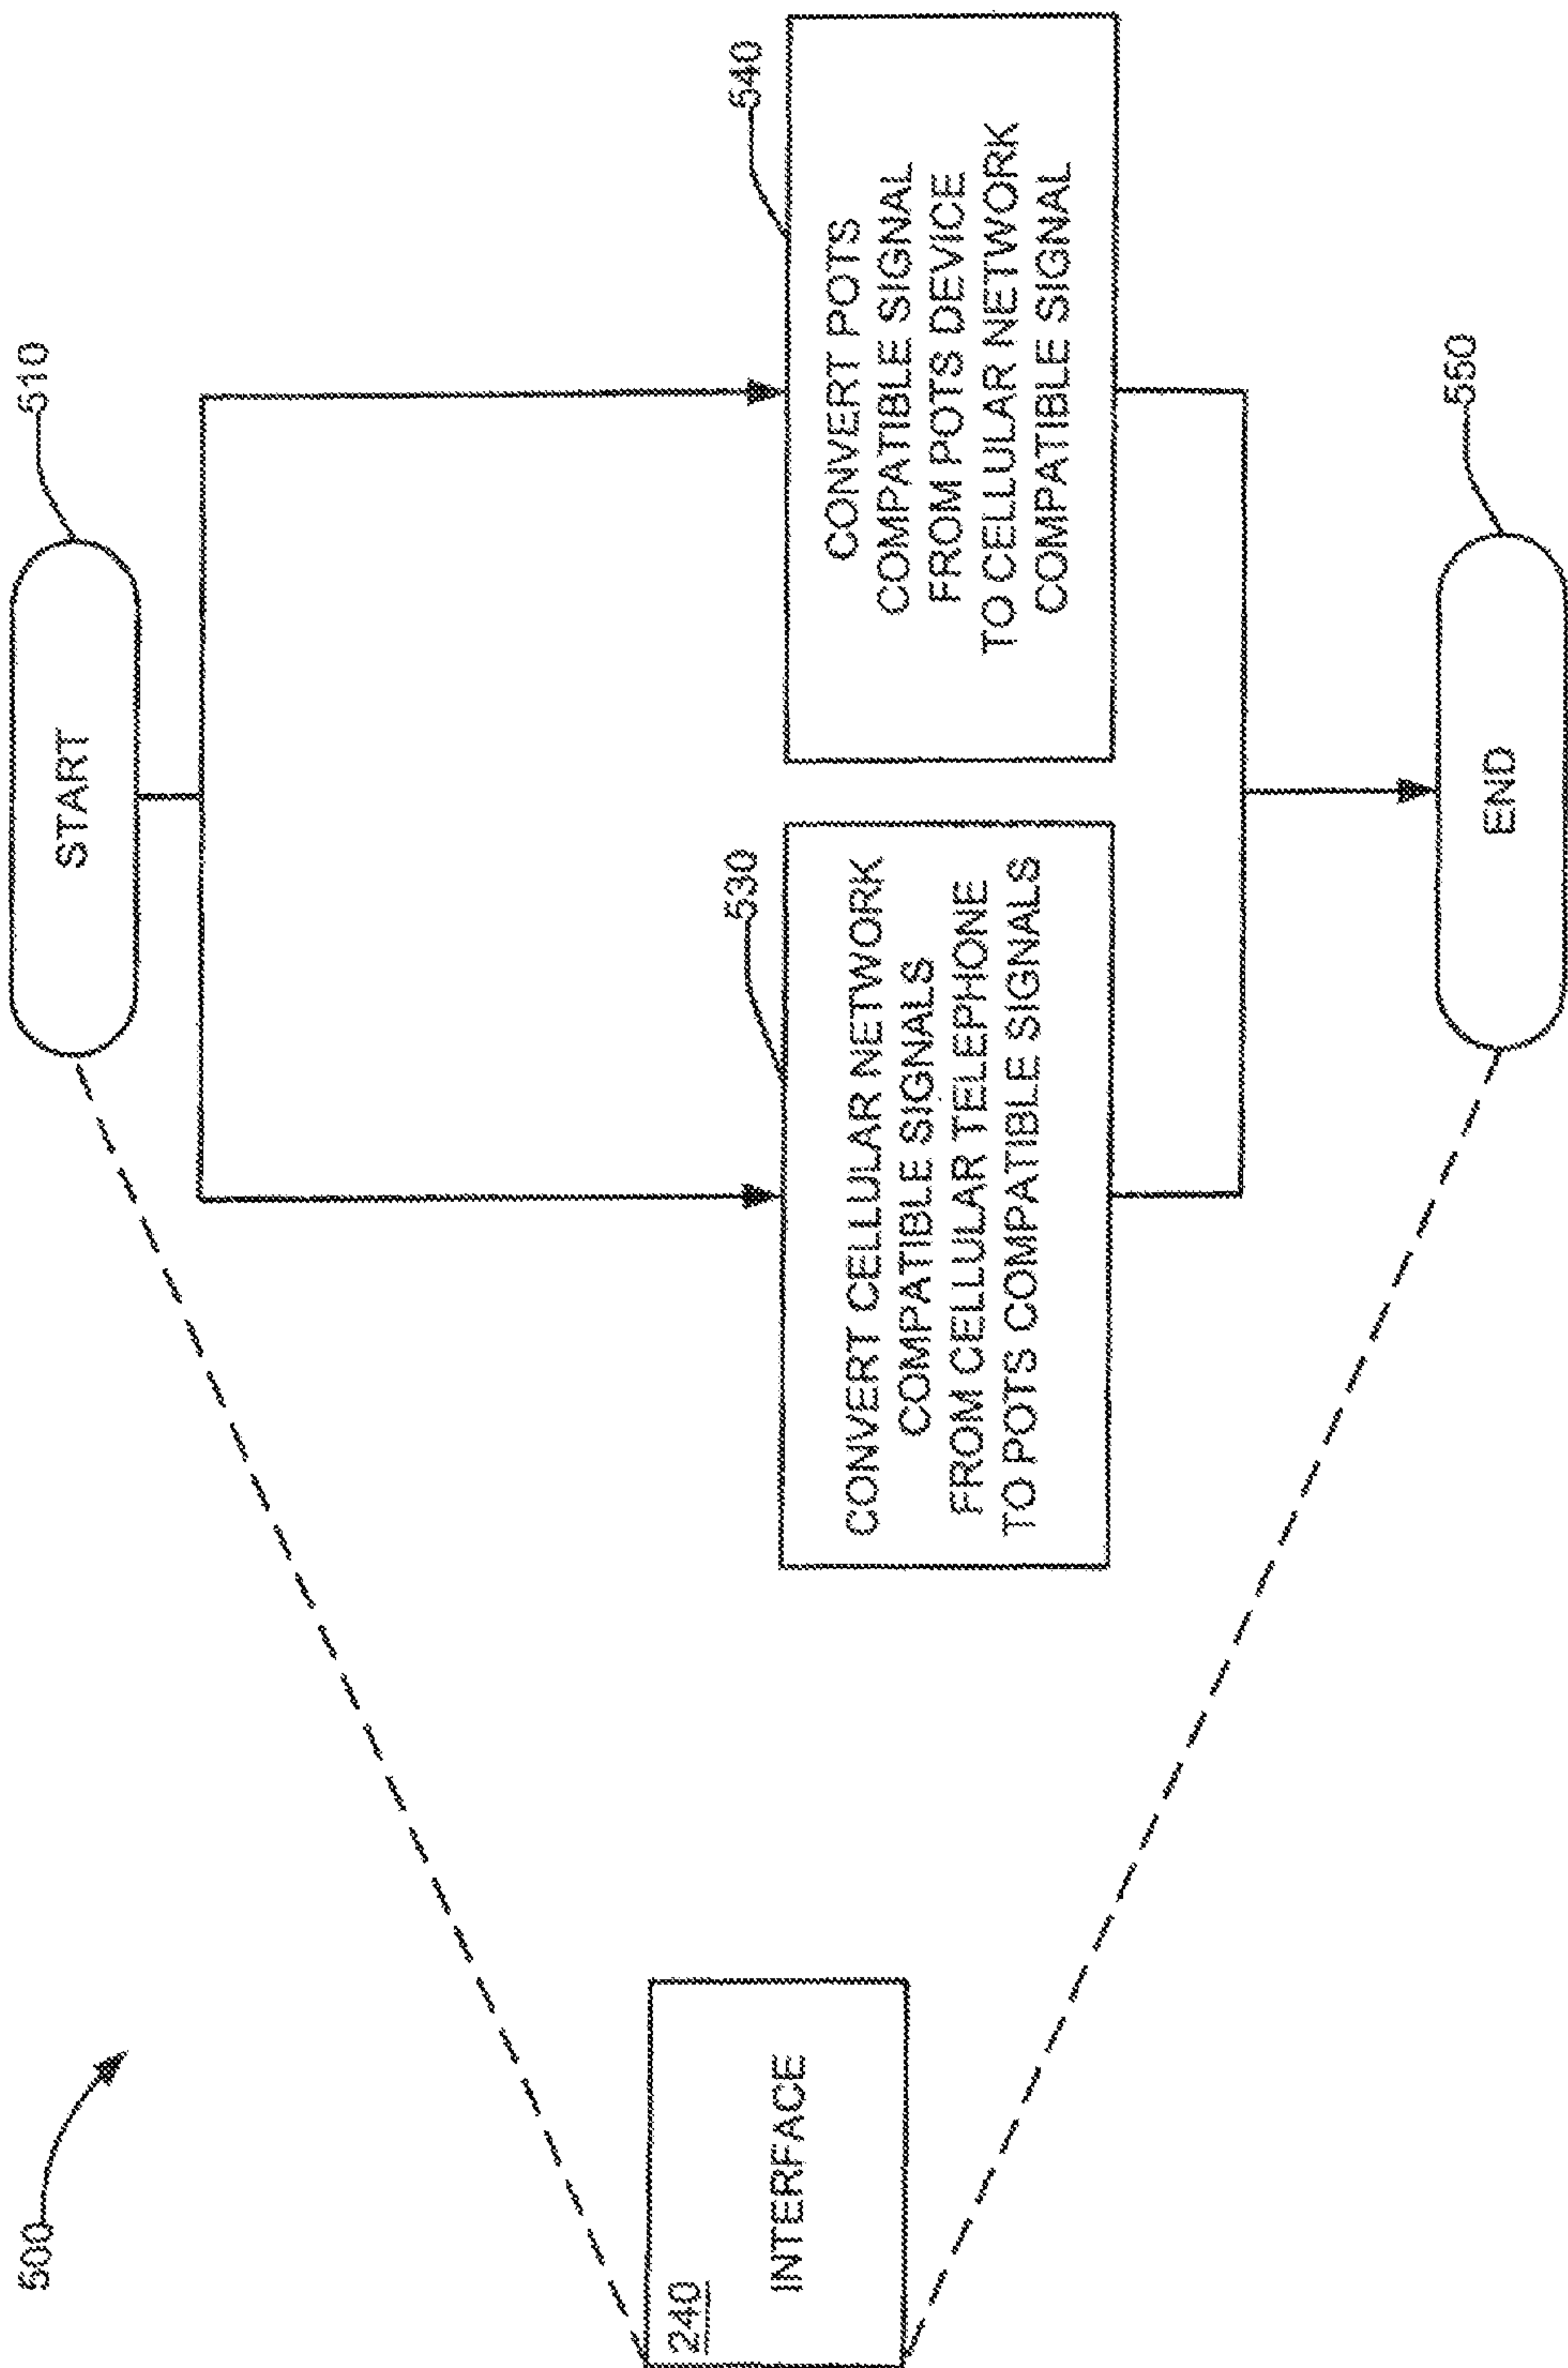 500
START
510
530
CONVERT CELLULAR NETWORK
COMPATIBLE SIGNALS
FROM CELLULAR TELEPHONE
TO POTS COMPATIBLE SIGNALS
540
CONVERT POTS
COMPATIBLE SIGNAL
FROM POTS DEVICE
TO CELLULAR NETWORK
COMPATIBLE SIGNAL
240
INTERFACE
END
550